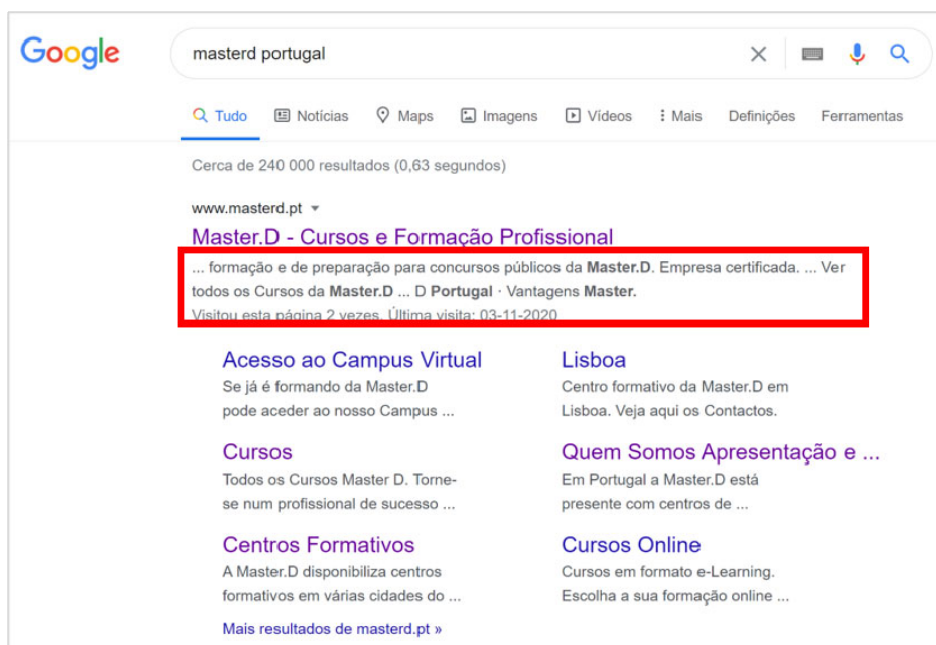 Google
masterd portugal
Tudo Notícias Maps Imagens Vídeos Mais Definições Ferramentas
Cerca de 240 000 resultados (0,63 segundos)
www.masterd.pt
Master.D - Cursos e Formação Profissional
... formação e de preparação para concursos públicos da Master.D. Empresa certificada. ... Ver
todos os Cursos da Master.D ... D Portugal · Vantagens Master.
Visitou esta página 2 vezes. Última visita: 03-11-2020
Acesso ao Campus Virtual
Se já é formando da Master.D
pode aceder ao nosso Campus ...
Lisboa
Centro formativo da Master.D em
Lisboa. Veja aqui os Contactos.
Cursos
Todos os Cursos Master D. Torne-
se num profissional de sucesso ...
Quem Somos Apresentação e ...
Em Portugal a Master.D está
presente com centros de ...
Centros Formativos
A Master.D disponibiliza centros
formativos em várias cidades do ...
Cursos Online
Cursos em formato e-Learning.
Escolha a sua formação online ...
Mais resultados de masterd.pt »